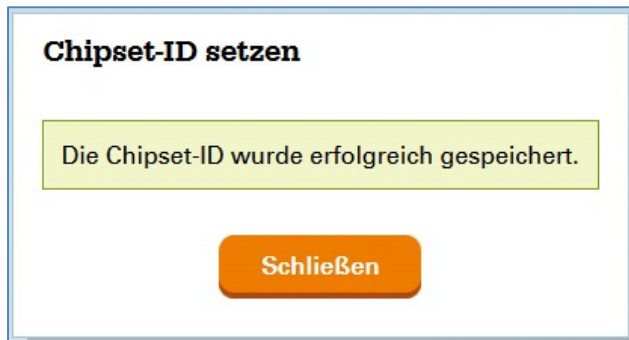 Chipset-ID setzen
Die Chipset-ID wurde erfolgreich gespeichert.
Schließen